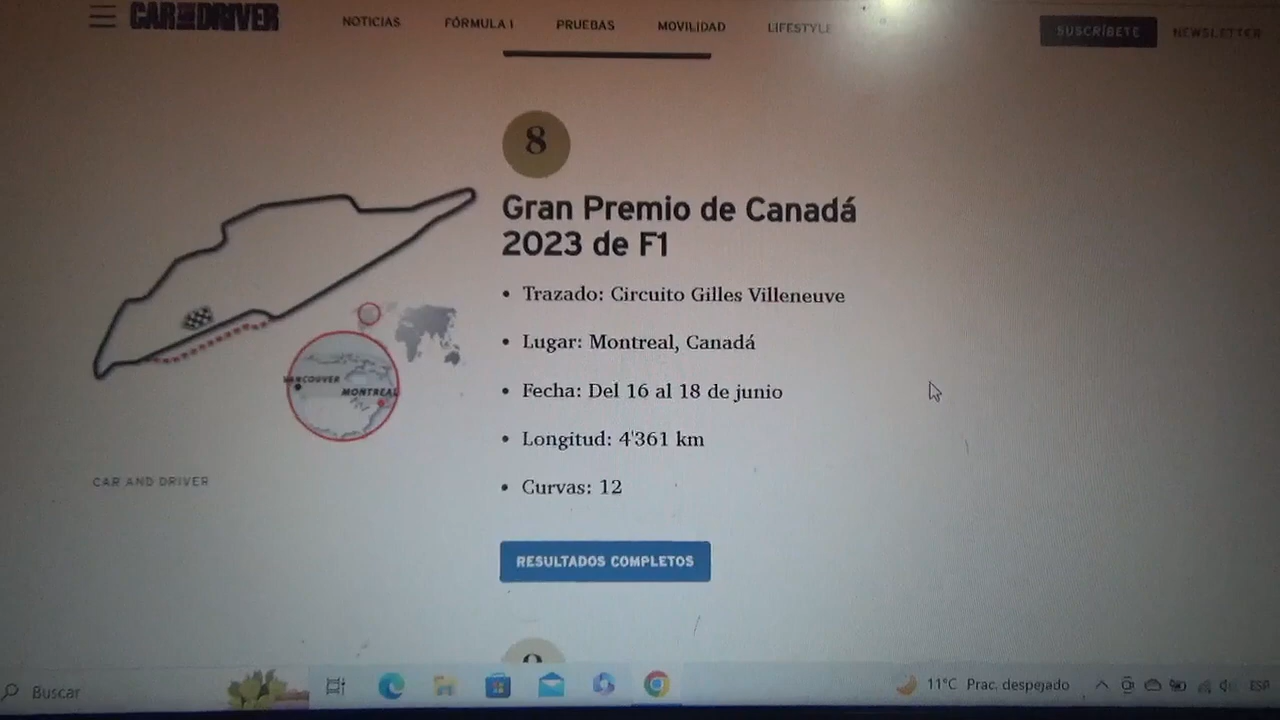 CAR AND DRIVER
NOTICIAS
FÓRMULA 1
PRUEBAS
MOVILIDAD
LIFESTYLE
SUSCRÍBETE
NEWSLETTER
8
Gran Premio de Canadá
2023 de F1
• Trazado: Circuito Gilles Villeneuve
• Lugar: Montreal, Canadá
• Fecha: Del 16 al 18 de junio
• Longitud: 4'361 km
• Curvas: 12
VANCOUVER
MONTREAL
CAR AND DRIVER
RESULTADOS COMPLETOS
Buscar
11°C Prac. despejado
ESP